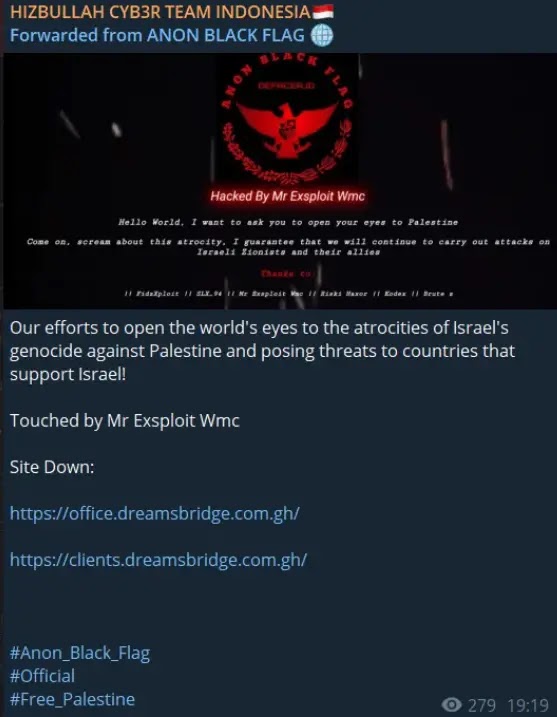 HIZBULLAH CYB3R TEAM INDONESIA🇮🇩
Forwarded from ANON BLACK FLAG 🌐
ANON BLACK FLAG
DEFACER.ID
Hacked By Mr Exsploit Wmc
Hello World, I want to ask you to open your eyes to Palestine
Come on, scream about this atrocity, I guarantee that we will continue to carry out attacks on
Israeli Zionists and their allies
Thanks to
|| FidzXploit || ZLX.94 || Mr Exsploit Wmc || Riski Haxor || Kodex || Brute x
Our efforts to open the world's eyes to the atrocities of Israel's
genocide against Palestine and posing threats to countries that
support Israel!
Touched by Mr Exsploit Wmc
Site Down:
https://office.dreamsbridge.com.gh/
https://clients.dreamsbridge.com.gh/
#Anon_Black_Flag
#Official
#Free_Palestine
279 19:19